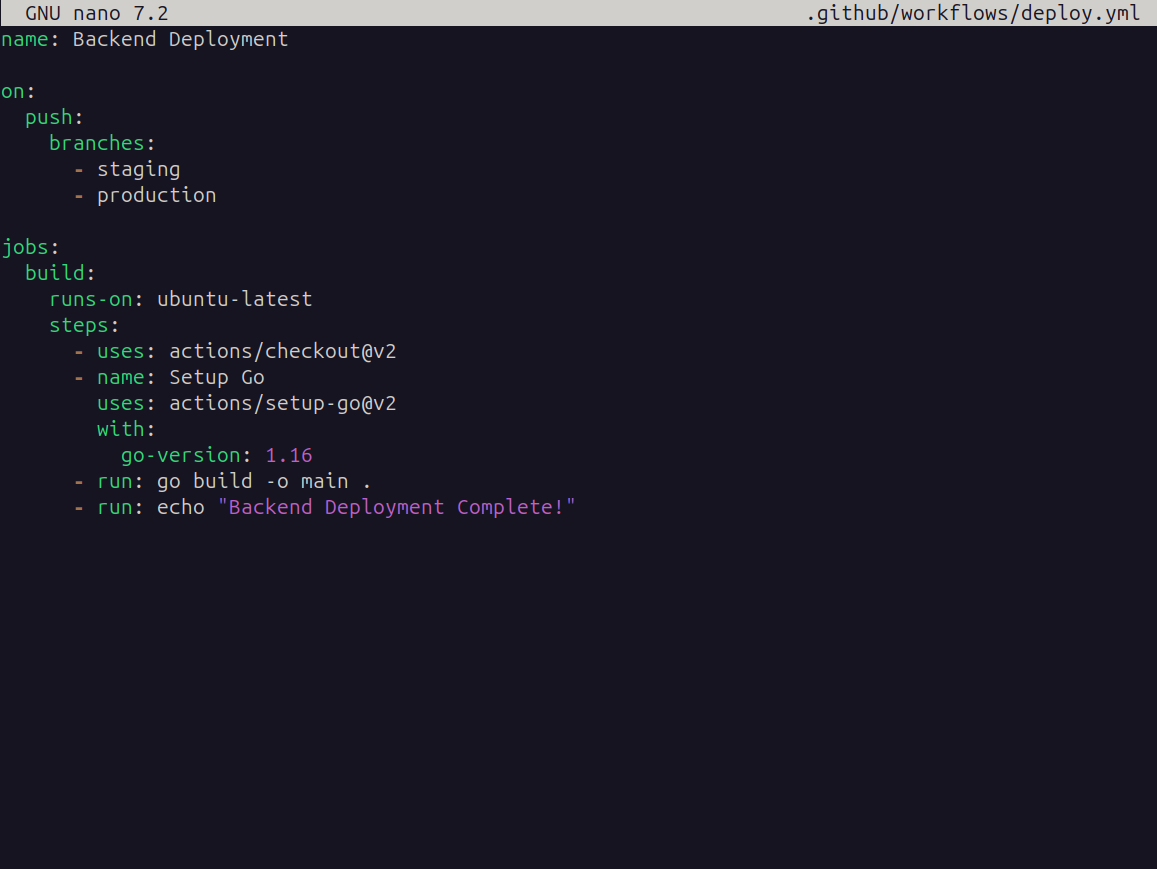 GNU nano 7.2 .github/workflows/deploy.yml
name: Backend Deployment

on:
  push:
    branches:
      - staging
      - production

jobs:
  build:
    runs-on: ubuntu-latest
    steps:
      - uses: actions/checkout@v2
      - name: Setup Go
        uses: actions/setup-go@v2
        with:
          go-version: 1.16
      - run: go build -o main .
      - run: echo "Backend Deployment Complete!"